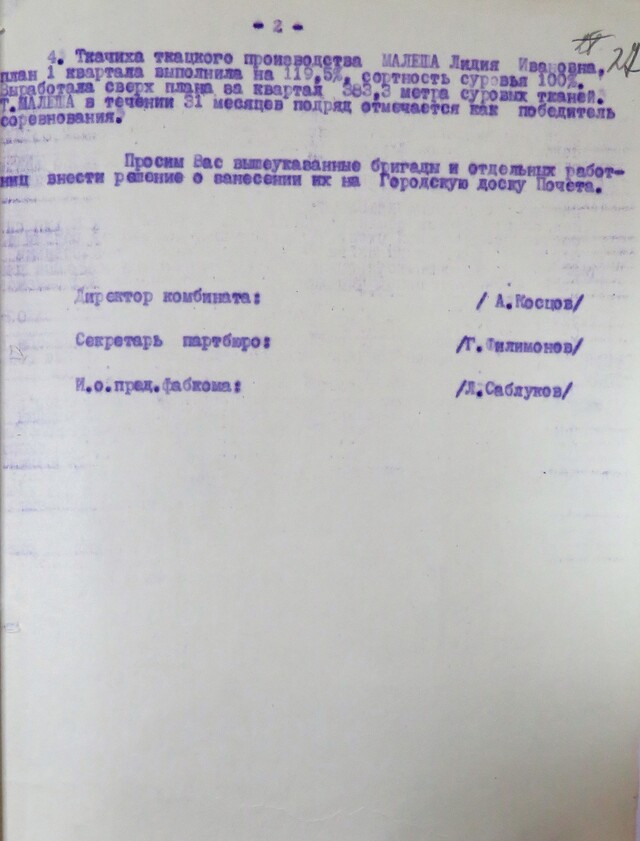 - 2 -
4. Ткачиха ткацкого производства МАЛЕША Лидия Ивановна,
план 1 квартала выполнила на 119,5%, сортность суровья 100%.
Выработала сверх плана за квартал 383,3 метра суровых тканей.
Т.МАЛЕША в течении 31 месяцев подряд отмечается как победитель
соревнования.
Просим Вас вышеуказанные бригады и отдельных работ-
ниц внести решение о занесении их на Городскую доску Почета.
Директор комбината: / А.Косцов/
Секретарь партбюро: /Г.Филимонов/
И.о.пред.фабкома: /Л.Саблуков/